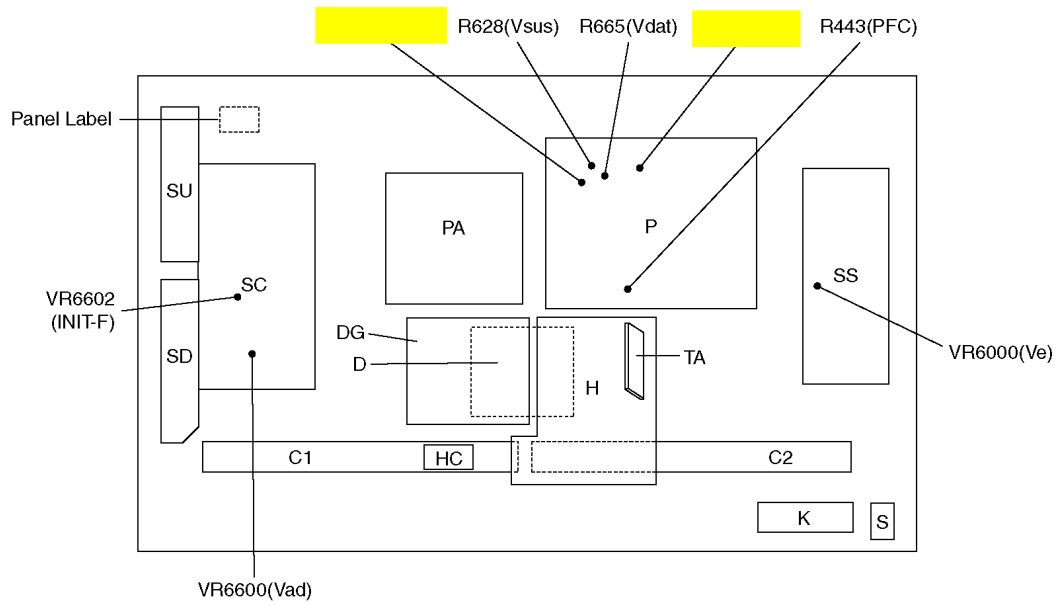 R628(Vsus) R665(Vdat) R443(PFC)
Panel Label
SU
PA
P
SC
SS
VR6602
(INIT-F)
DG
SD
D
H
TA
VR6000(Ve)
C1
HC
C2
K
S
VR6600(Vad)